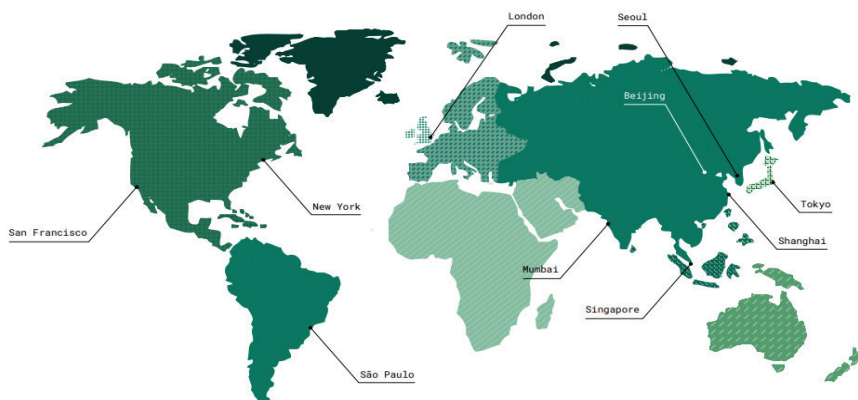 London
Seoul
Beijing
New York
Tokyo
San Francisco
Shanghai
Mumbai
Singapore
São Paulo